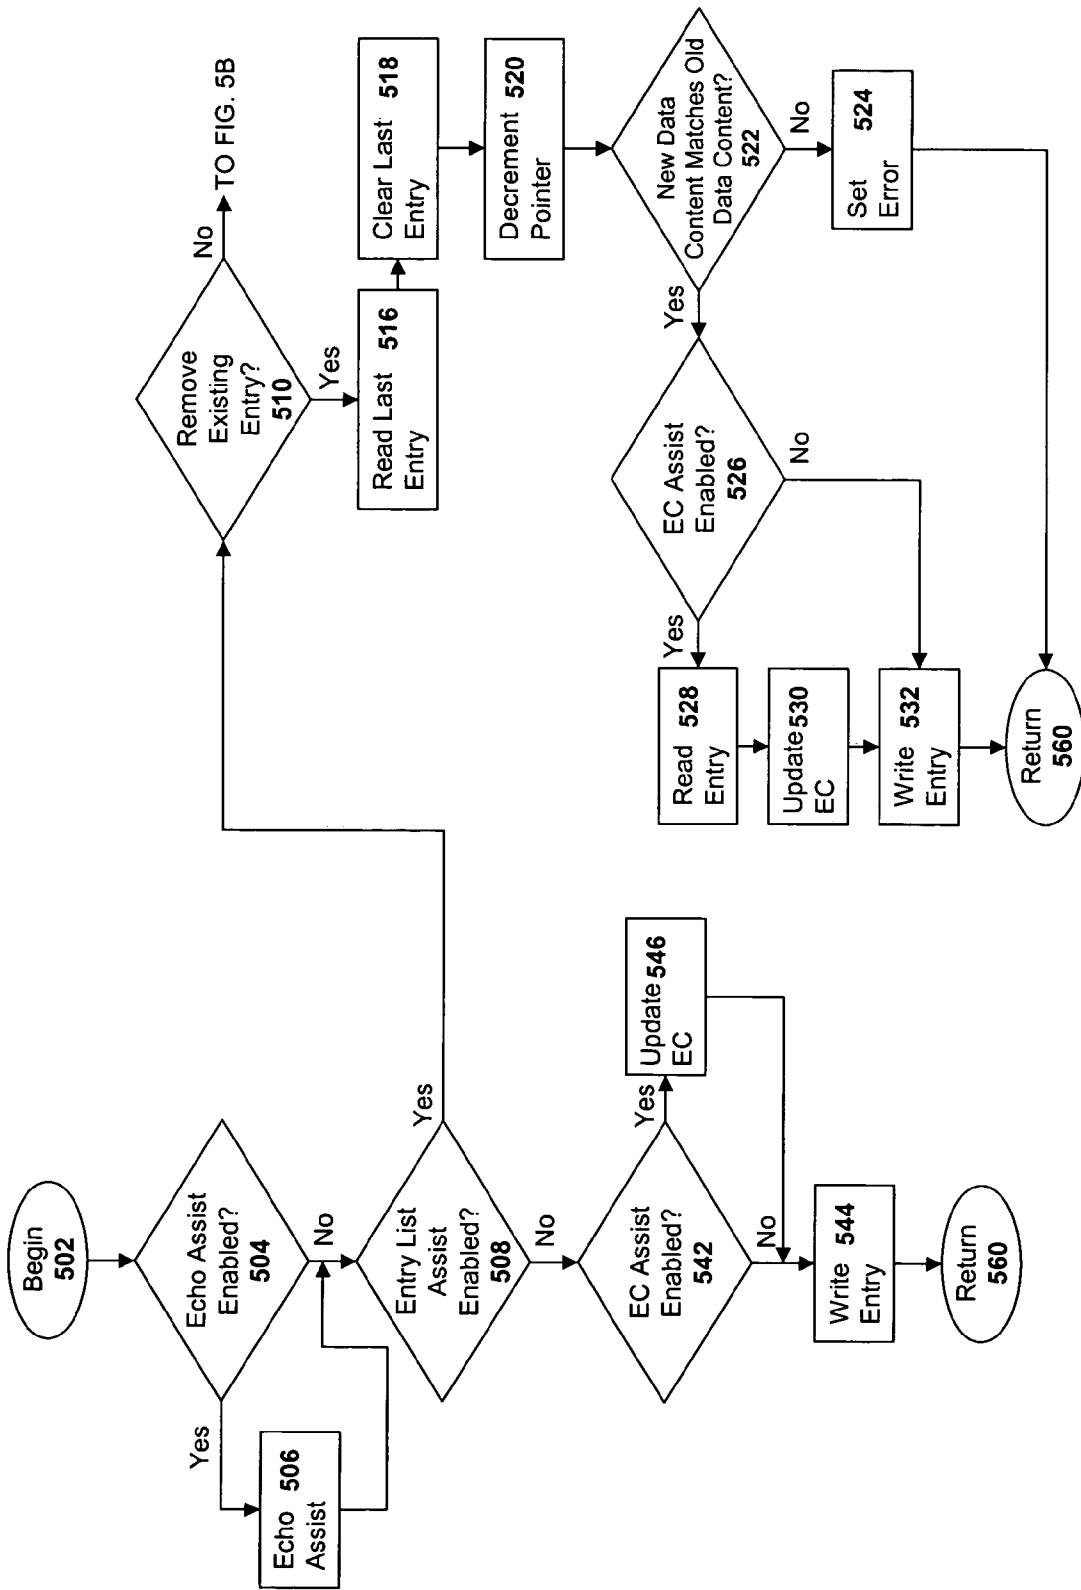 Begin
502
Echo Assist
Enabled?
504
Yes
No
Echo 506
Assist
Entry List
Assist
Enabled?
508
Yes
No
EC Assist
Enabled?
542
Yes
No
Update 546
EC
Write 544
Entry
Return
560
Remove
Existing
Entry?
510
No
TO FIG. 5B
Yes
Read Last 516
Entry
Clear Last 518
Entry
Decrement 520
Pointer
New Data
Content Matches Old
Data Content?
522
Yes
No
Set 524
Error
EC Assist
Enabled?
526
Yes
No
Read 528
Entry
Update 530
EC
Write 532
Entry
Return
560